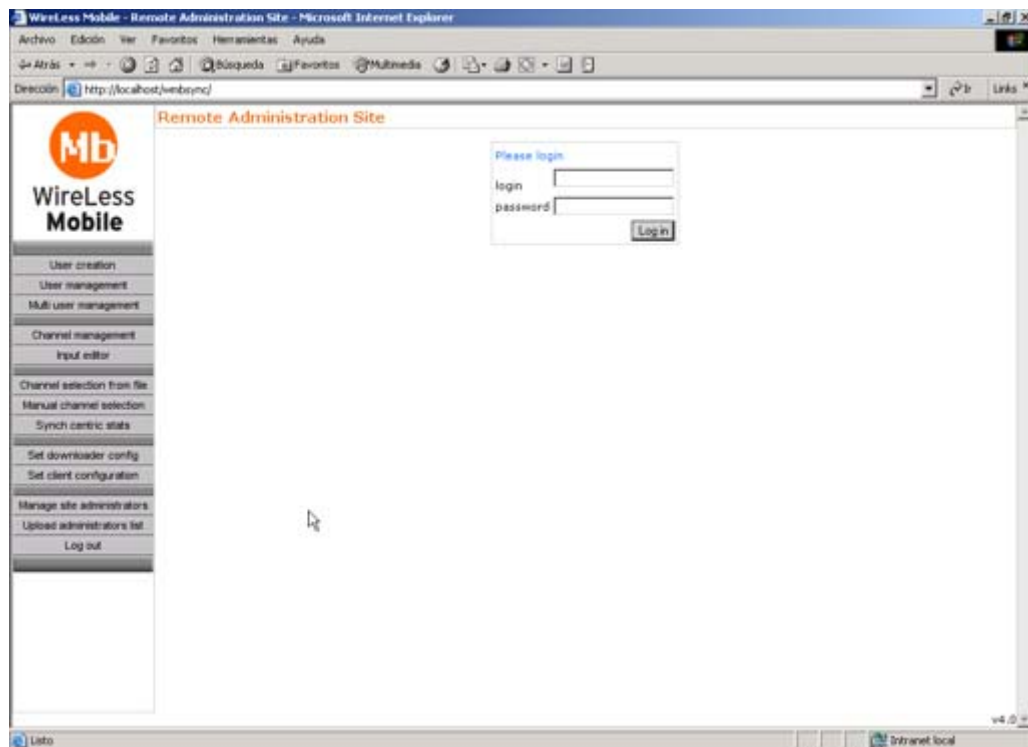 WireLess Mobile - Remote Administration Site - Microsoft Internet Explorer
Archivo Edición Ver Favoritos Herramientas Ayuda
Atrás Búsqueda Favoritos Multimedia
Dirección http://localhost/wmbsync/ Ir Links
Remote Administration Site
Mb
WireLess
Mobile
Please login
login
password
Log in
User creation
User management
Multi user management
Channel management
Input editor
Channel selection from file
Manual channel selection
Synch centric stats
Set downloader config
Set client configuration
Manage site administrators
Upload administrators list
Log out
v4.0
Listo Intranet local